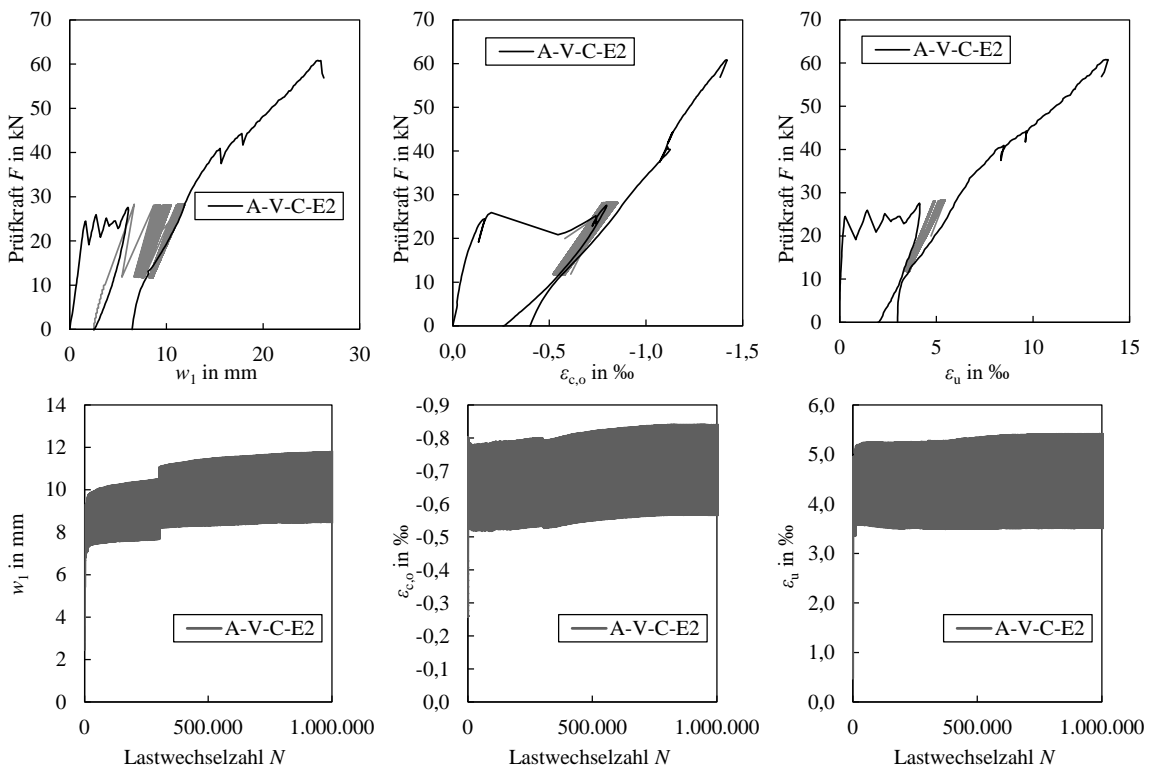 70
60
50
40
30
20
10
0
Prüfkraft F in kN
A-V-C-E2
0 10 20 30
w1 in mm
70
60
50
40
30
20
10
0
Prüfkraft F in kN
A-V-C-E2
0,0 -0,5 -1,0 -1,5
εc,o in ‰
70
60
50
40
30
20
10
0
Prüfkraft F in kN
A-V-C-E2
0 5 10 15
εu in ‰
14
12
10
8
6
4
2
0
w1 in mm
A-V-C-E2
0 500.000 1.000.000
Lastwechselzahl N
-0,9
-0,8
-0,7
-0,6
-0,5
-0,4
-0,3
-0,2
-0,1
0,0
εc,o in ‰
A-V-C-E2
0 500.000 1.000.000
Lastwechselzahl N
6,0
5,0
4,0
3,0
2,0
1,0
0,0
εu in ‰
A-V-C-E2
0 500.000 1.000.000
Lastwechselzahl N